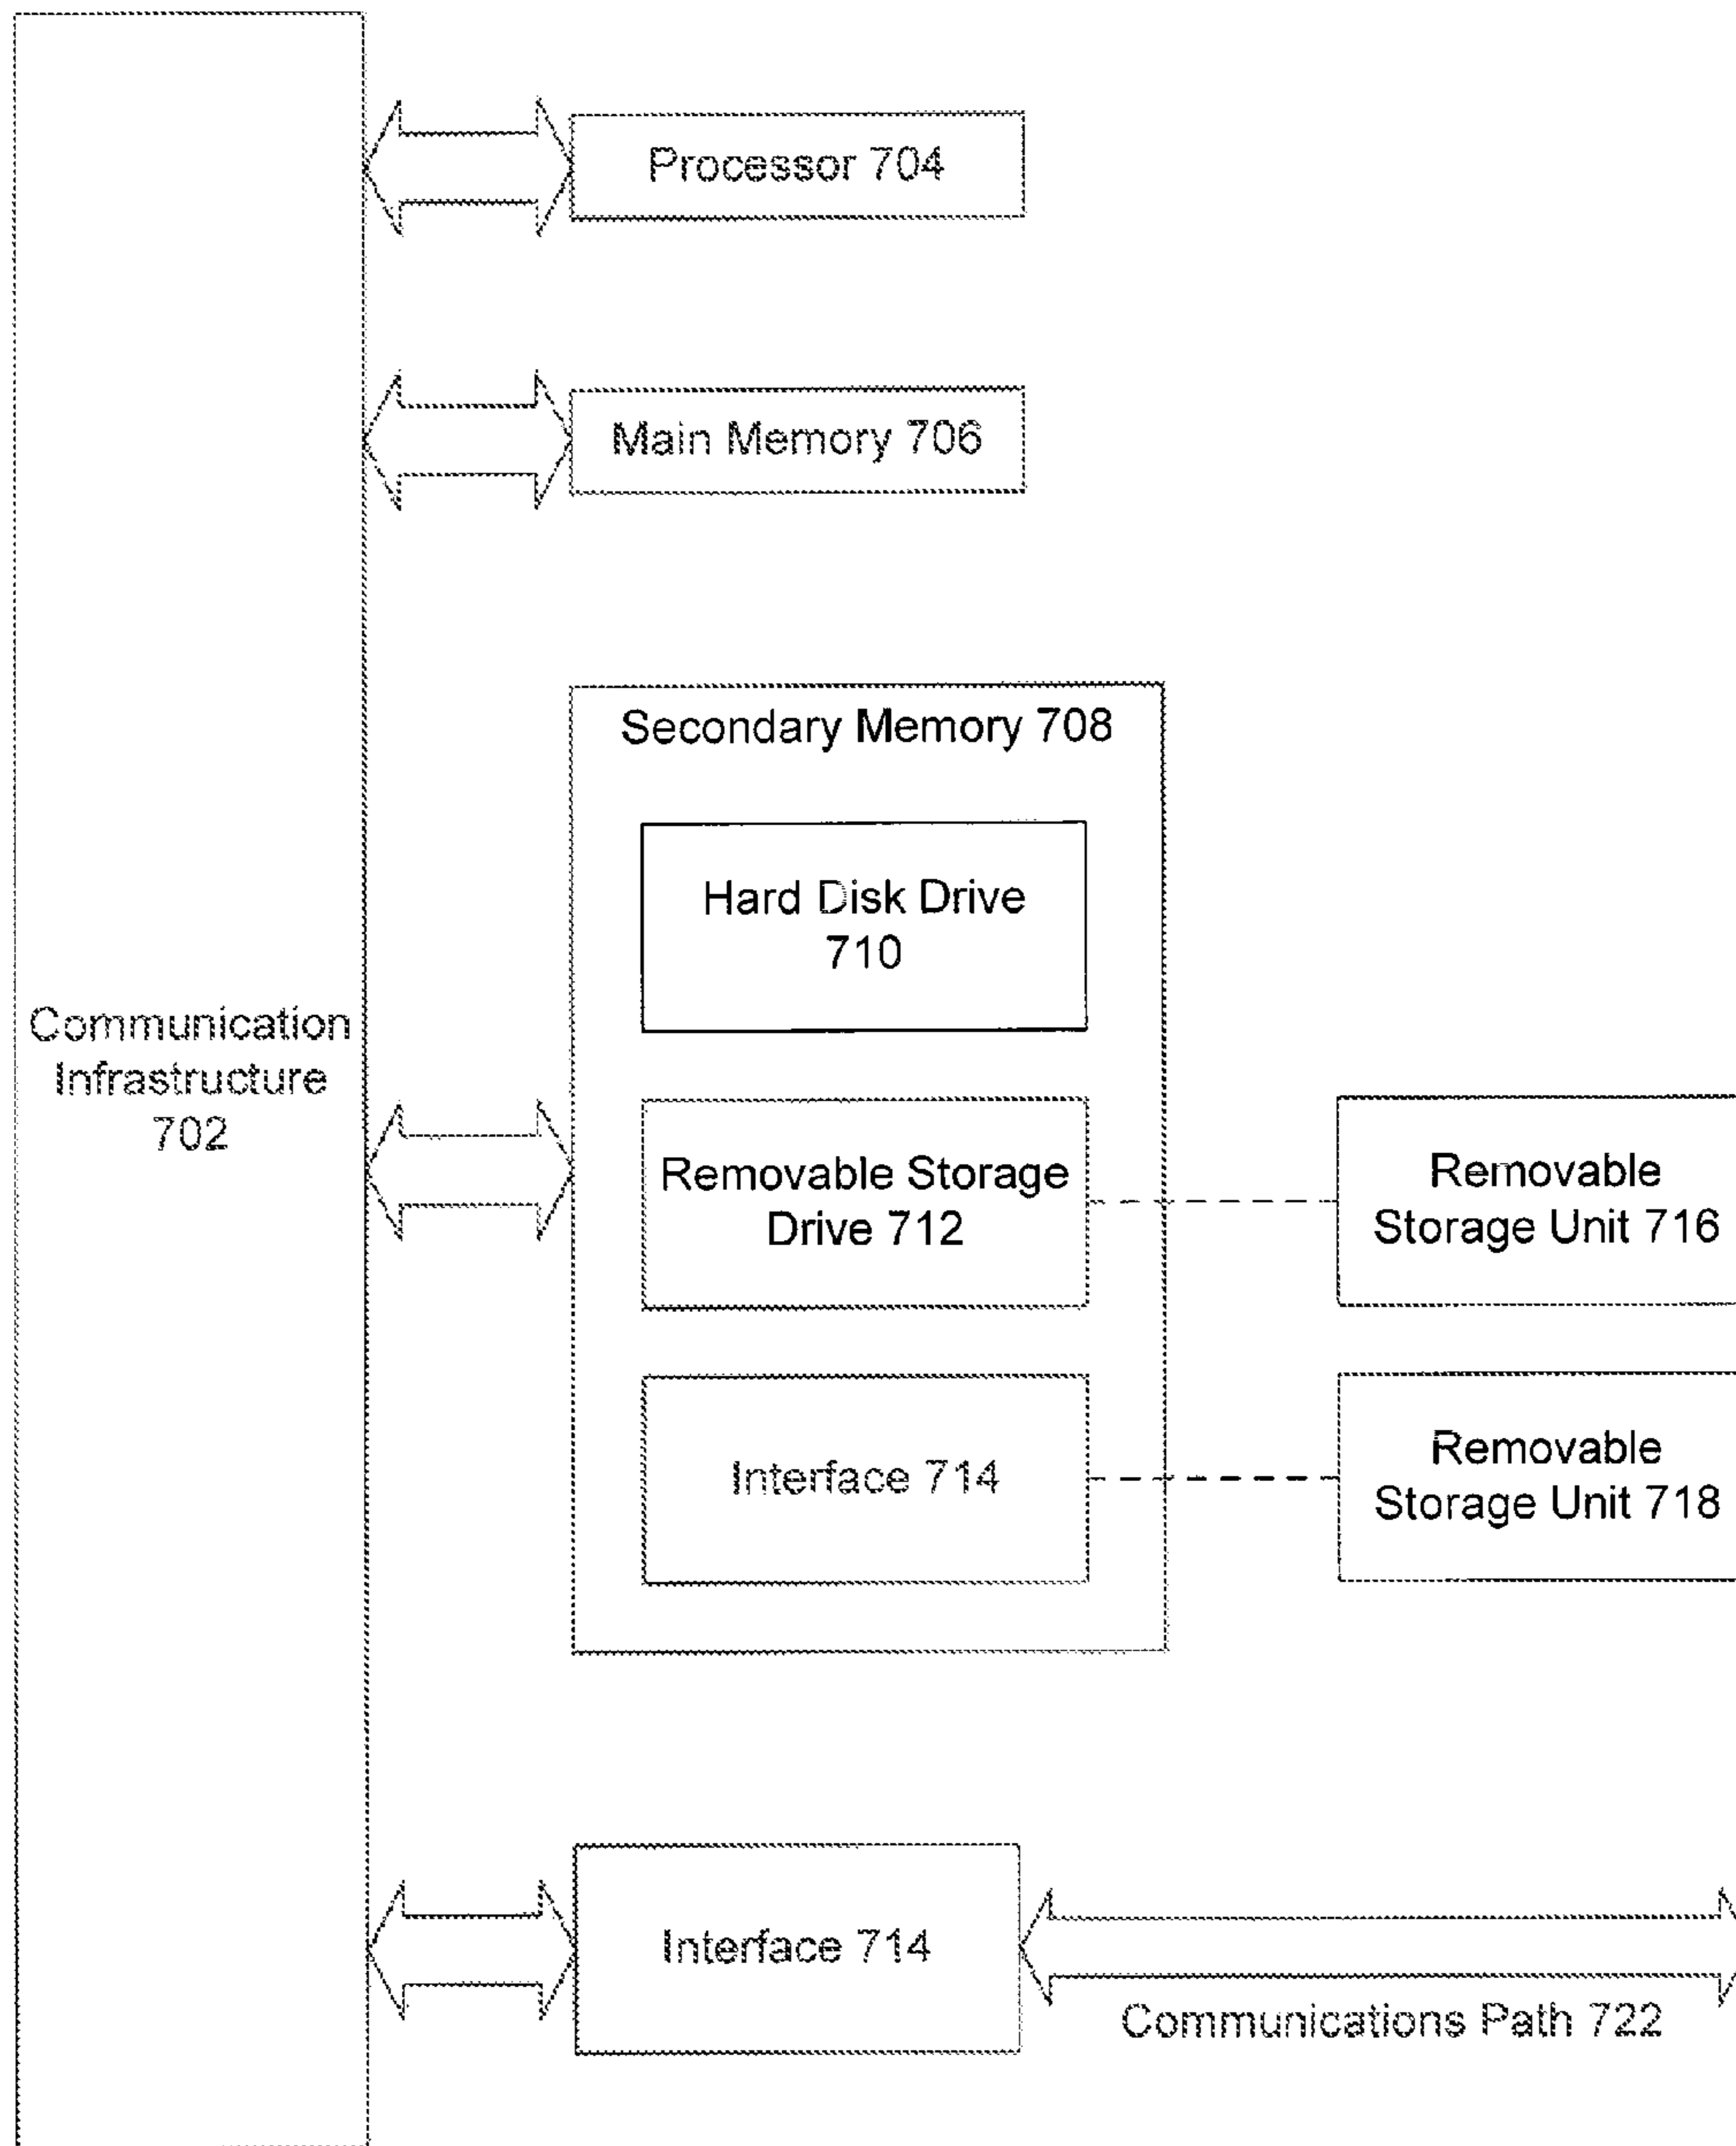 Processor 704
Main Memory 706
Secondary Memory 708
Hard Disk Drive
710
Communication
Infrastructure
702
Removable Storage
Drive 712
Removable
Storage Unit 716
Interface 714
Removable
Storage Unit 718
Interface 714
Communications Path 722